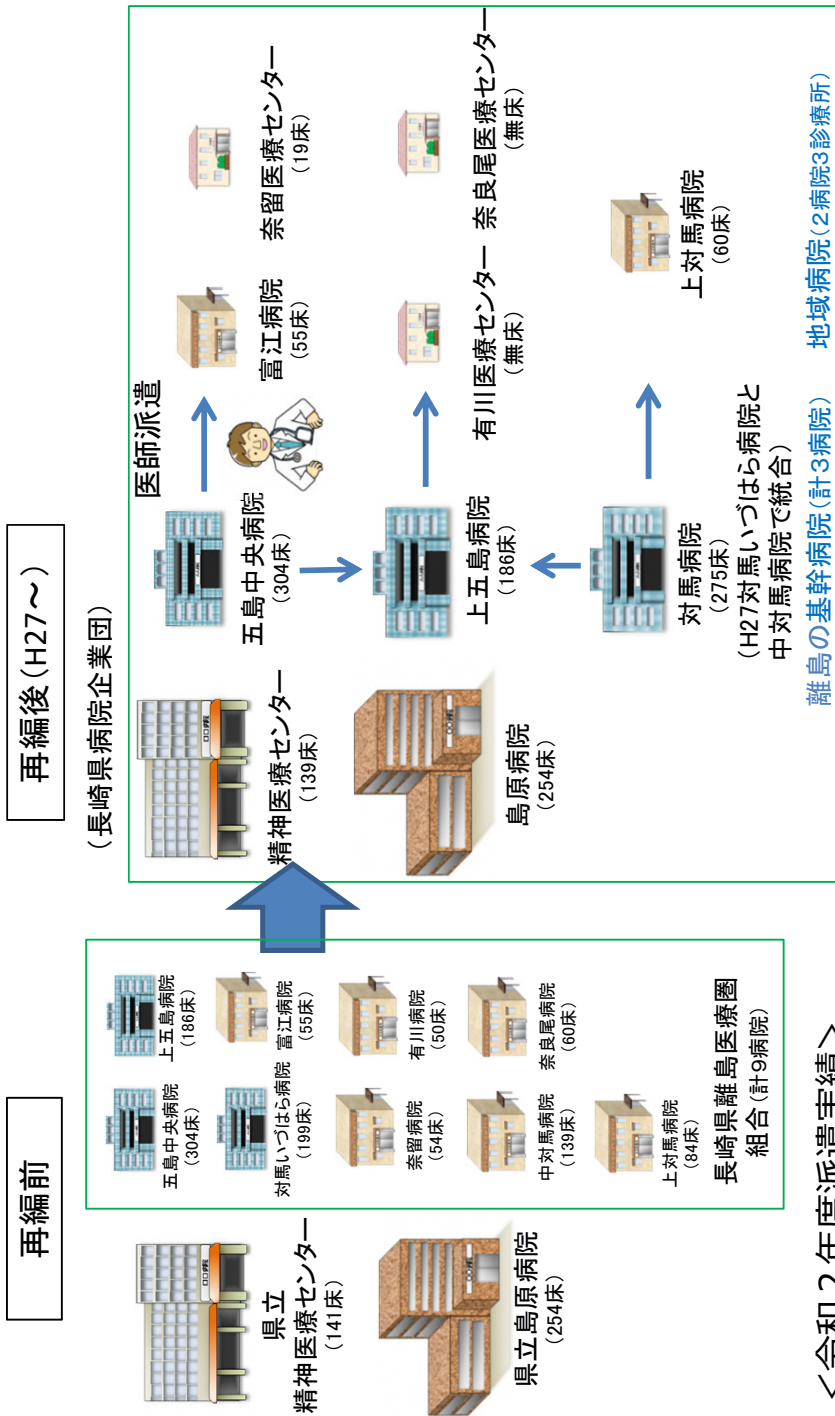 再編前
県立
精神医療センター
(141床)
県立島原病院
(254床)
五島中央病院
(304床)
上五島病院
(186床)
対馬いづはら病院
(199床)
富江病院
(55床)
奈留病院
(54床)
有川病院
(50床)
中対馬病院
(139床)
奈良尾病院
(60床)
上対馬病院
(84床)
長崎県離島医療圏
組合(計9病院)
再編後(H27~)
(長崎県病院企業団)
精神医療センター
(139床)
島原病院
(254床)
医師派遣
五島中央病院
(304床)
富江病院
(55床)
奈留医療センター
(19床)
上五島病院
(186床)
有川医療センター
(無床)
奈良尾医療センター
(無床)
対馬病院
(275床)
(H27対馬いづはら病院と
中対馬病院で統合)
上対馬病院
(60床)
離島の基幹病院(計3病院)
地域病院(2病院3診療所)
<令和2年度派遣実績>